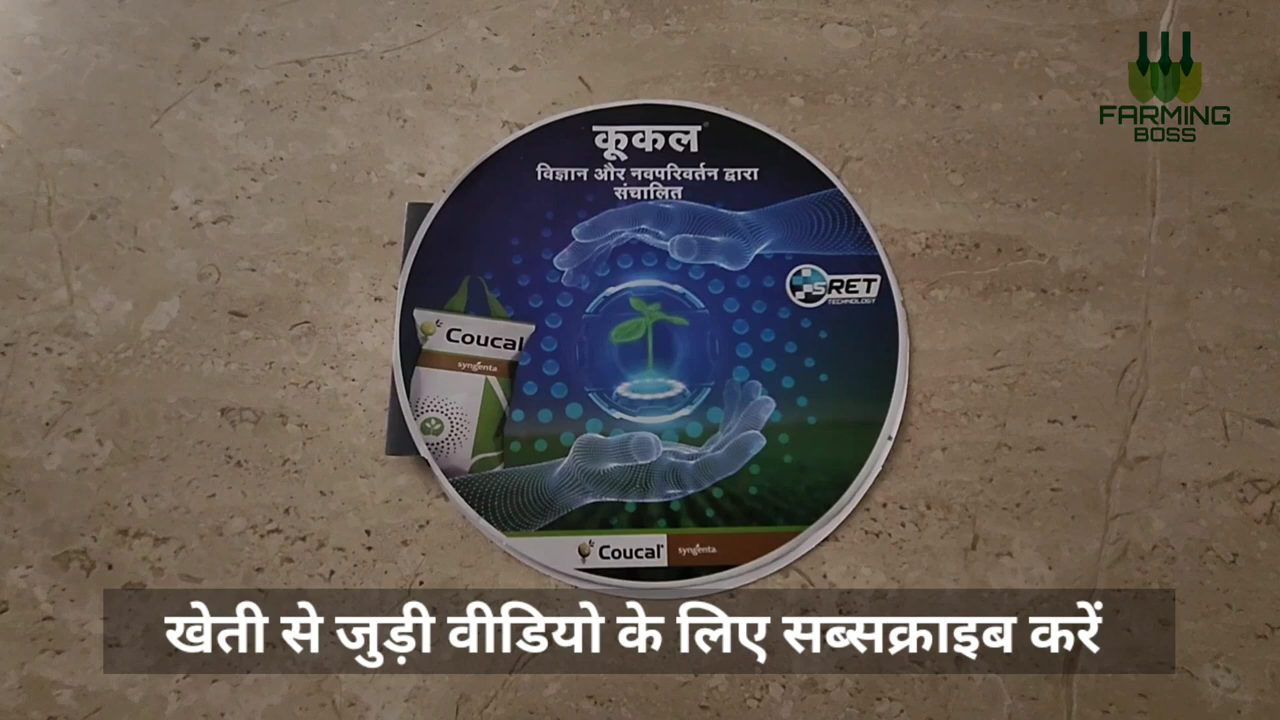 FARMING
BOSS
कूकल
विज्ञान और नवपरिवर्तन द्वारा
संचालित
sRET
TECHNOLOGY
Coucal
syngenta
Coucal®
syngenta.
खेती से जुड़ी वीडियो के लिए सब्सक्राइब करें